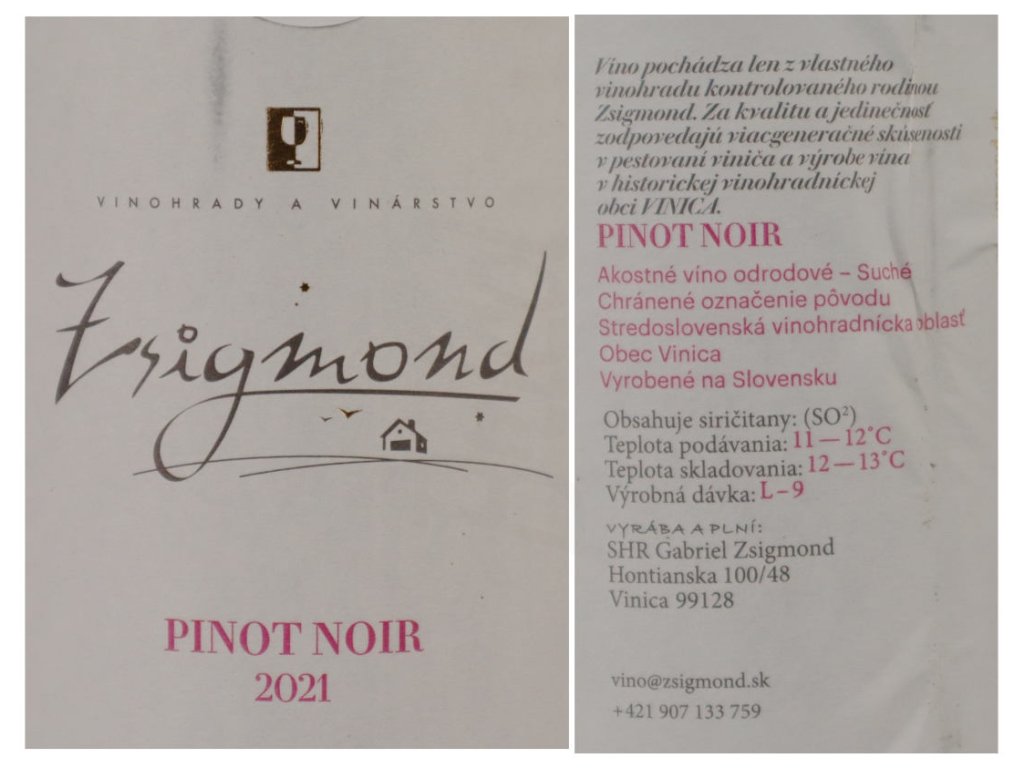 VINOHRADY A VINÁRSTVO
Zsigmond
PINOT NOIR
2021
Víno pochádza len z vlastného
vinohradu kontrolovaného rodinou
Zsigmond. Za kvalitu a jedinečnosť
zodpovedajú viacgeneračné skúsenosti
v pestovaní viniča a výrobe vína
v historickej vinohradníckej
obci VINICA.
PINOT NOIR
Akostné víno odrodové – Suché
Chránené označenie pôvodu
Stredoslovenská vinohradnícka oblasť
Obec Vinica
Vyrobené na Slovensku
Obsahuje siričitany: (SO²)
Teplota podávania: 11 — 12°C
Teplota skladovania: 12 — 13°C
Výrobná dávka: L – 9
VYRÁBA A PLNÍ:
SHR Gabriel Zsigmond
Hontianska 100/48
Vinica 99128
vino@zsigmond.sk
+421 907 133 759